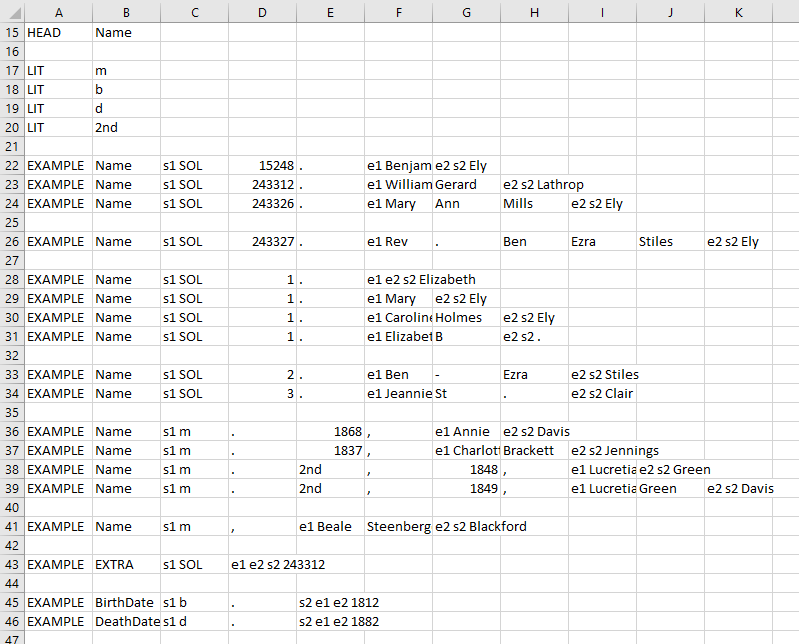 A B C D E F G H I J K
15 HEAD Name
16
17 LIT m
18 LIT b
19 LIT d
20 LIT 2nd
21
22 EXAMPLE Name s1 SOL 15248 . e1 Benjam e2 s2 Ely
23 EXAMPLE Name s1 SOL 243312 . e1 William Gerard e2 s2 Lathrop
24 EXAMPLE Name s1 SOL 243326 . e1 Mary Ann Mills e2 s2 Ely
25
26 EXAMPLE Name s1 SOL 243327 . e1 Rev . Ben Ezra Stiles e2 s2 Ely
27
28 EXAMPLE Name s1 SOL 1 . e1 e2 s2 Elizabeth
29 EXAMPLE Name s1 SOL 1 . e1 Mary e2 s2 Ely
30 EXAMPLE Name s1 SOL 1 . e1 Caroline Holmes e2 s2 Ely
31 EXAMPLE Name s1 SOL 1 . e1 Elizabet B e2 s2 .
32
33 EXAMPLE Name s1 SOL 2 . e1 Ben - Ezra e2 s2 Stiles
34 EXAMPLE Name s1 SOL 3 . e1 Jeannie St . e2 s2 Clair
35
36 EXAMPLE Name s1 m . 1868 , e1 Annie e2 s2 Davis
37 EXAMPLE Name s1 m . 1837 , e1 Charlott Brackett e2 s2 Jennings
38 EXAMPLE Name s1 m . 2nd , 1848 , e1 Lucretia e2 s2 Green
39 EXAMPLE Name s1 m . 2nd , 1849 , e1 Lucretia Green e2 s2 Davis
40
41 EXAMPLE Name s1 m , e1 Beale Steenberg e2 s2 Blackford
42
43 EXAMPLE EXTRA s1 SOL e1 e2 s2 243312
44
45 EXAMPLE BirthDate s1 b . s2 e1 e2 1812
46 EXAMPLE DeathDate s1 d . s2 e1 e2 1882
47